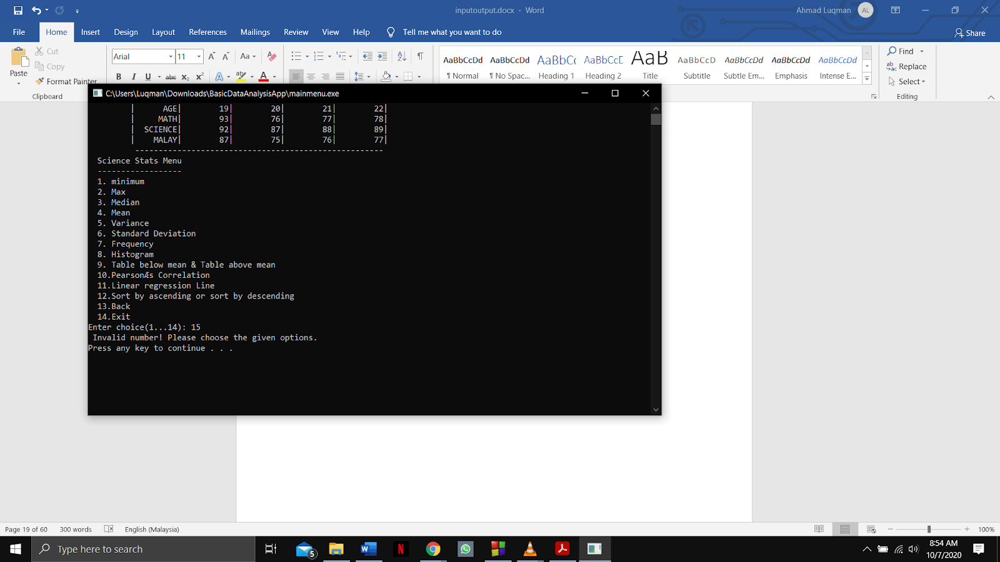 inputoutput.docx - Word
Ahmad Luqman
AL
File Home Insert Design Layout References Mailings Review View Help Tell me what you want to do
Share
Paste
Cut
Copy
Format Painter
Clipboard
Arial 11
Aa
B I U abc X2 X2 A ab A
AaBbCcDd AaBbCcDd AaBbCc AaBbCcD AaB AaBbCcD AaBbCcDd AaBbCcDd AaBbCcDd
¶ Normal ¶ No Spac... Heading 1 Heading 2 Title Subtitle Subtle Em... Emphasis Intense E...
Find
Replace
Select
Editing
C:\Users\Luqman\Downloads\BasicDataAnalysisApp\mainmenu.exe
| AGE| 19| 20| 21| 22|
| MATH| 93| 76| 77| 78|
| SCIENCE| 92| 87| 88| 89|
| MALAY| 87| 75| 76| 77|
-----------------------------------------------------
Science Stats Menu
------------------
1. minimum
2. Max
3. Median
4. Mean
5. Variance
6. Standard Deviation
7. Frequency
8. Histogram
9. Table below mean & Table above mean
10.PearsonÆs Correlation
11.Linear regression Line
12.Sort by ascending or sort by descending
13.Back
14.Exit
Enter choice(1...14): 15
Invalid number! Please choose the given options.
Press any key to continue . . .
Page 19 of 60 300 words English (Malaysia)
100%
Type here to search
5
8:54 AM
10/7/2020